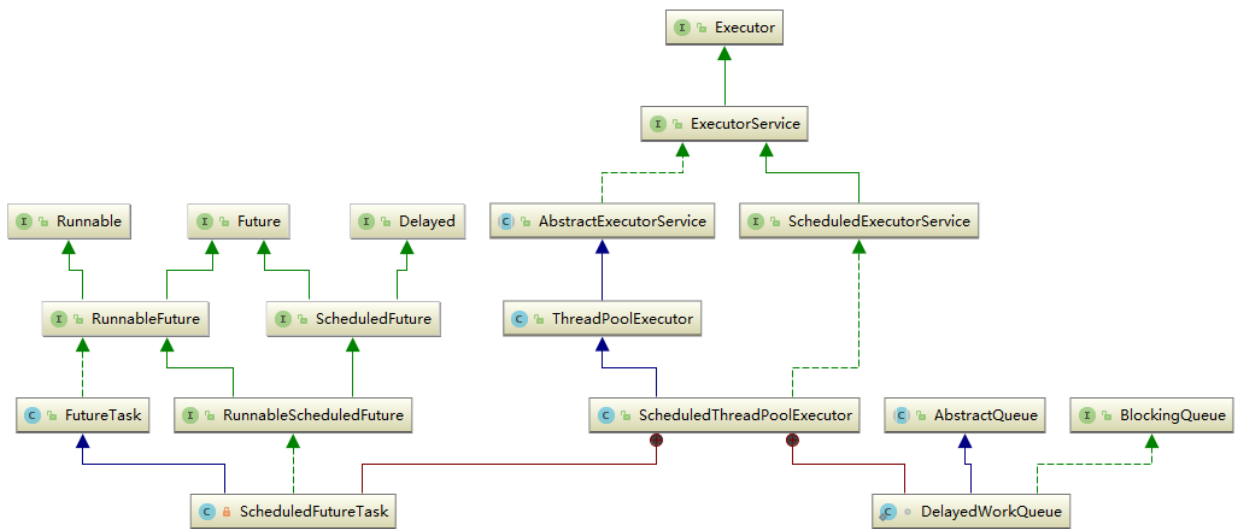 Executor
ExecutorService
Runnable
Future
Delayed
AbstractExecutorService
ScheduledExecutorService
RunnableFuture
ScheduledFuture
ThreadPoolExecutor
FutureTask
RunnableScheduledFuture
ScheduledThreadPoolExecutor
AbstractQueue
BlockingQueue
ScheduledFutureTask
DelayedWorkQueue